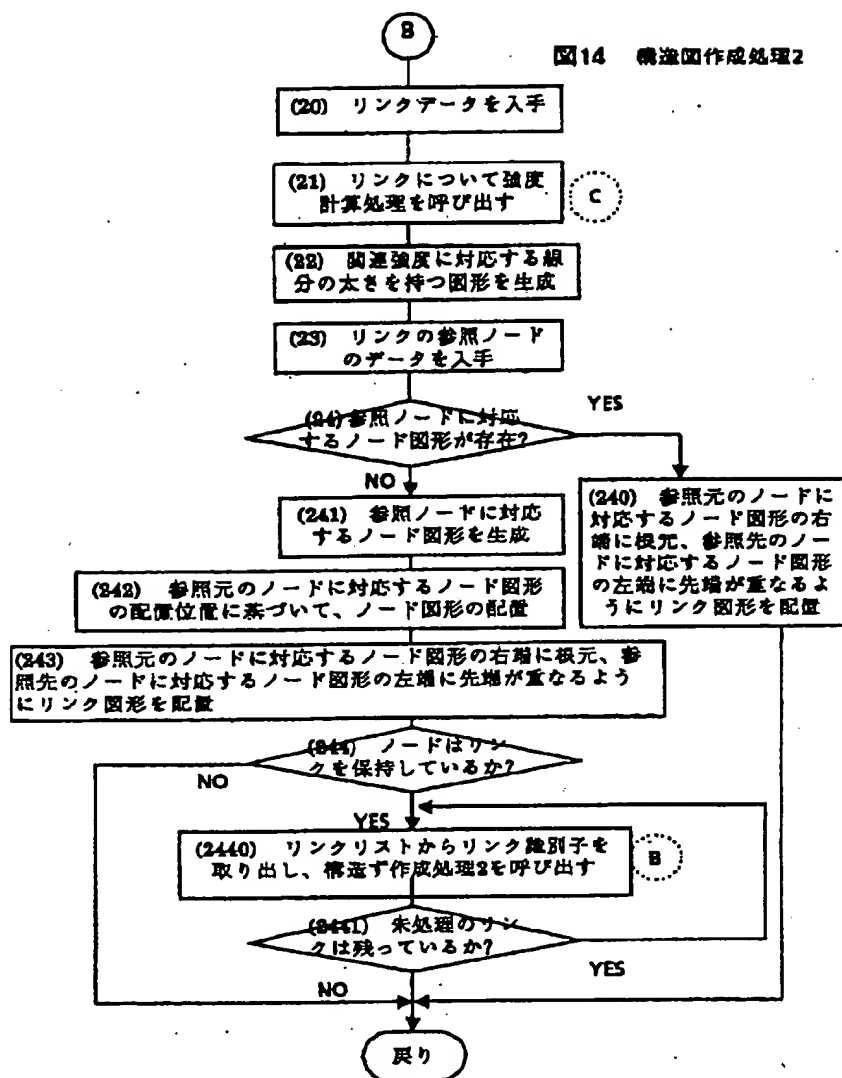 B
図14 構造図作成処理2
(20) リンクデータを入手
(21) リンクについて強度
計算処理を呼び出す
C
(22) 関連強度に対応する線
分の太さを持つ図形を生成
(23) リンクの参照ノード
のデータを入手
(24) 参照ノードに対応
するノード図形が存在?
YES
NO
(240) 参照元のノードに
対応するノード図形の右
端に根元、参照先のノー
ドに対応するノード図形
の左端に先端が重なるよ
うにリンク図形を配置
(241) 参照ノードに対応
するノード図形を生成
(242) 参照元のノードに対応するノード図形
の配置位置に基づいて、ノード図形の配置
(243) 参照元のノードに対応するノード図形の右端に根元、参
照先のノードに対応するノード図形の左端に先端が重なるよう
にリンク図形を配置
(244) ノードはリン
クを保持しているか?
NO
YES
(2440) リンクリストからリンク識別子を
取り出し、構造ず作成処理2を呼び出す
B
(2441) 未処理のリン
クは残っているか?
YES
NO
戻り